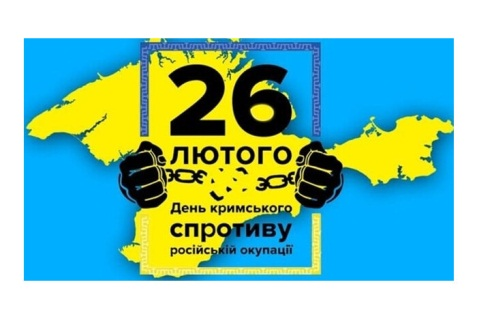 26
ЛЮТОГО
День кримського
спротиву
російській окупації